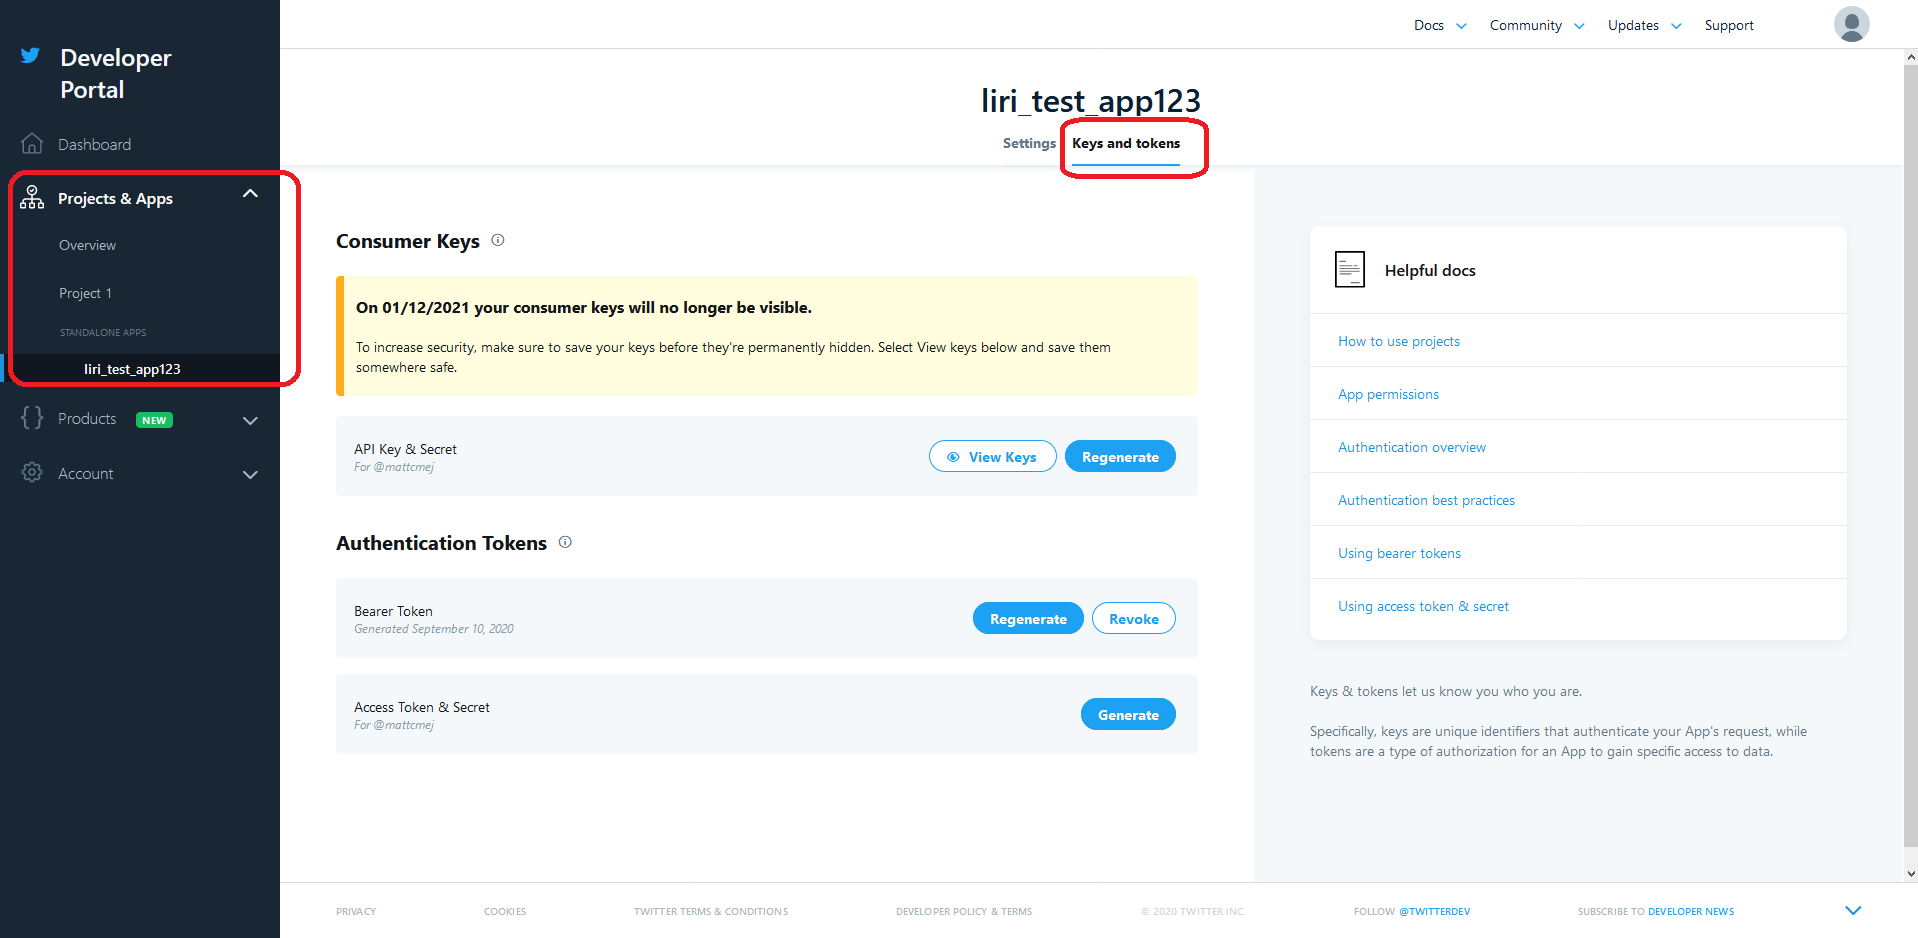 Developer
Portal
Docs
Community
Updates
Support
Dashboard
Projects & Apps
Overview
Project 1
STANDALONE APPS
liri_test_app123
Products NEW
Account
liri_test_app123
Settings
Keys and tokens
Consumer Keys
On 01/12/2021 your consumer keys will no longer be visible.
To increase security, make sure to save your keys before they're permanently hidden. Select View keys below and save them
somewhere safe.
API Key & Secret
For @mattcmej
View Keys
Regenerate
Authentication Tokens
Bearer Token
Generated September 10, 2020
Regenerate
Revoke
Access Token & Secret
For @mattcmej
Generate
Helpful docs
How to use projects
App permissions
Authentication overview
Authentication best practices
Using bearer tokens
Using access token & secret
Keys & tokens let us know you who you are.
Specifically, keys are unique identifiers that authenticate your App's request, while
tokens are a type of authorization for an App to gain specific access to data.
PRIVACY
COOKIES
TWITTER TERMS & CONDITIONS
DEVELOPER POLICY & TERMS
© 2020 TWITTER INC.
FOLLOW @TWITTERDEV
SUBSCRIBE TO DEVELOPER NEWS